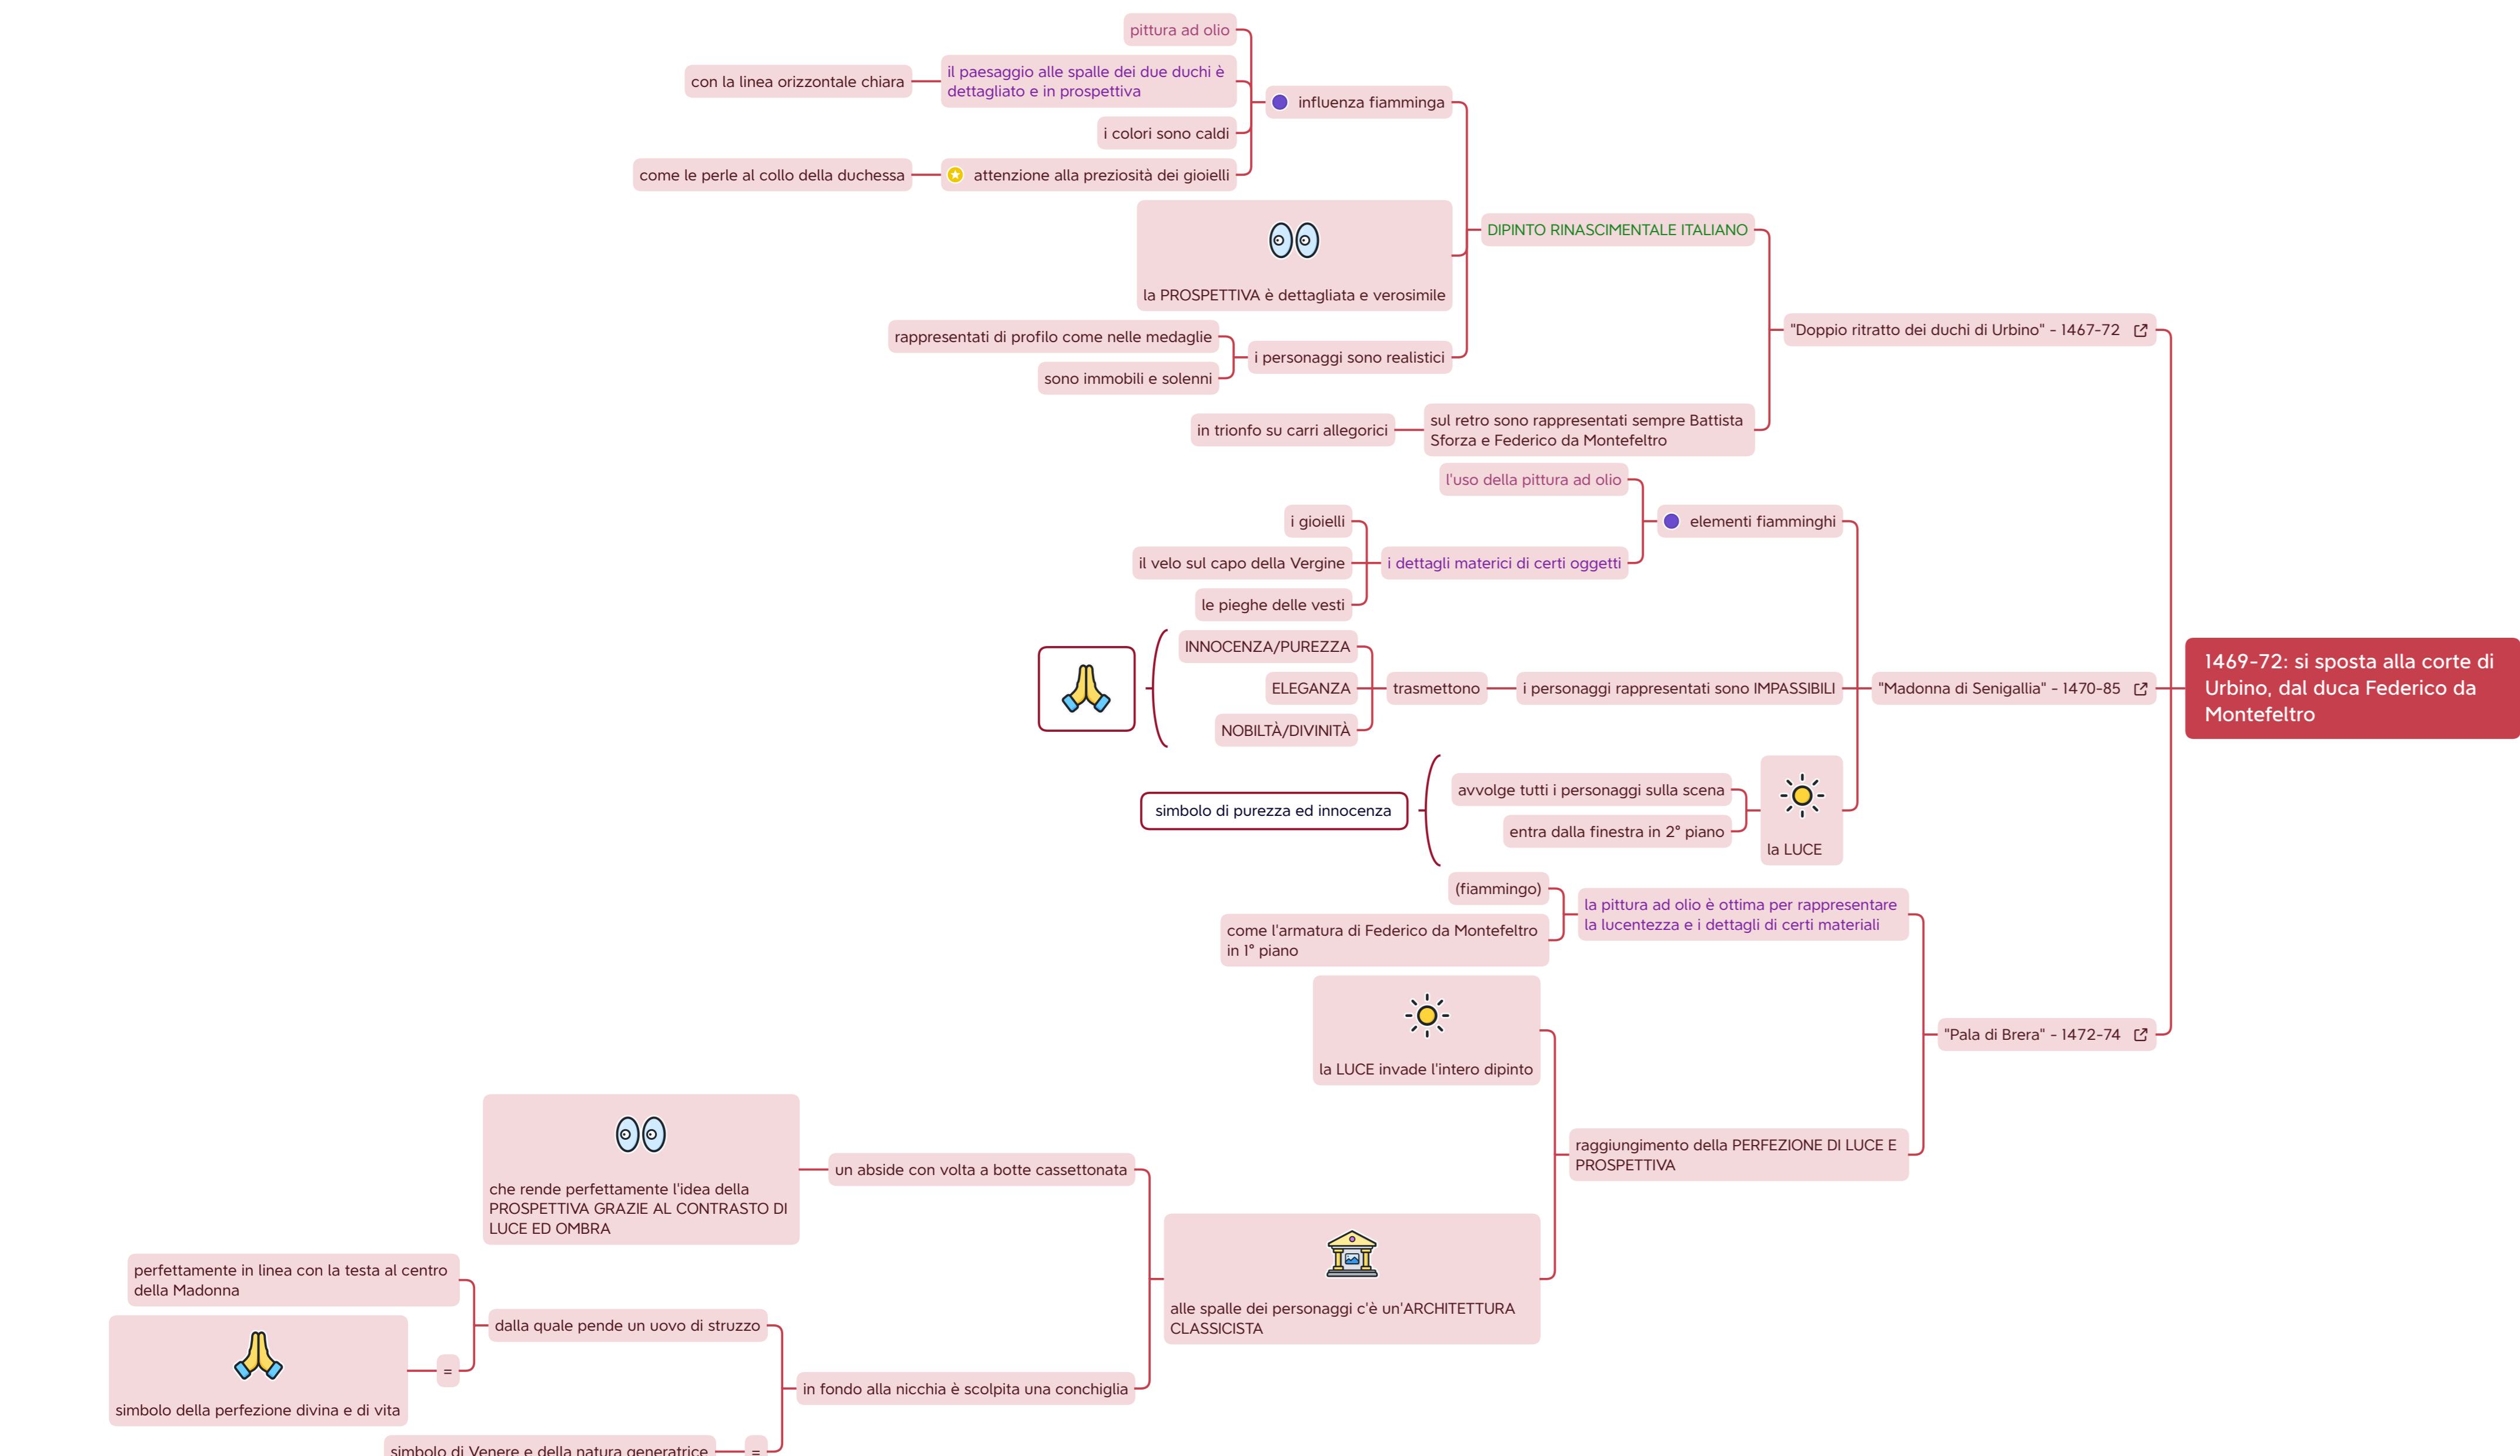 pittura ad olio
con la linea orizzontale chiara
il paesaggio alle spalle dei due duchi è
dettagliato e in prospettiva
influenza fiamminga
i colori sono caldi
come le perle al collo della duchessa
attenzione alla preziosità dei gioielli
DIPINTO RINASCIMENTALE ITALIANO
la PROSPETTIVA è dettagliata e verosimile
rappresentati di profilo come nelle medaglie
i personaggi sono realistici
sono immobili e solenni
"Doppio ritratto dei duchi di Urbino" - 1467-72
in trionfo su carri allegorici
sul retro sono rappresentati sempre Battista
Sforza e Federico da Montefeltro
l'uso della pittura ad olio
elementi fiamminghi
i gioielli
il velo sul capo della Vergine
i dettagli materici di certi oggetti
le pieghe delle vesti
INNOCENZA/PUREZZA
ELEGANZA
trasmettono
i personaggi rappresentati sono IMPASSIBILI
"Madonna di Senigallia" - 1470-85
NOBILTÀ/DIVINITÀ
1469-72: si sposta alla corte di
Urbino, dal duca Federico da
Montefeltro
avvolge tutti i personaggi sulla scena
simbolo di purezza ed innocenza
entra dalla finestra in 2° piano
la LUCE
(fiammingo)
la pittura ad olio è ottima per rappresentare
la lucentezza e i dettagli di certi materiali
come l'armatura di Federico da Montefeltro
in 1° piano
"Pala di Brera" - 1472-74
la LUCE invade l'intero dipinto
raggiungimento della PERFEZIONE DI LUCE E
PROSPETTIVA
un abside con volta a botte cassettonata
che rende perfettamente l'idea della
PROSPETTIVA GRAZIE AL CONTRASTO DI
LUCE ED OMBRA
alle spalle dei personaggi c'è un'ARCHITETTURA
CLASSICISTA
perfettamente in linea con la testa al centro
della Madonna
dalla quale pende un uovo di struzzo
=
simbolo della perfezione divina e di vita
in fondo alla nicchia è scolpita una conchiglia
simbolo di Venere e della natura generatrice
=